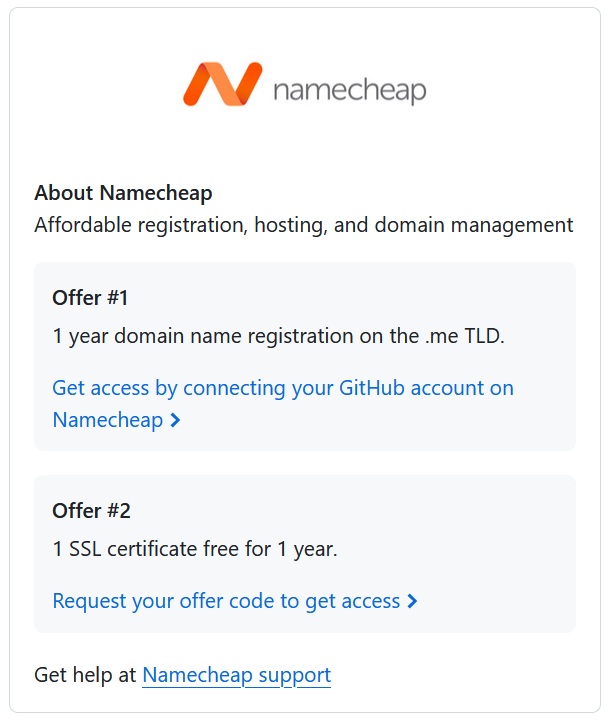 namecheap
About Namecheap
Affordable registration, hosting, and domain management
Offer #1
1 year domain name registration on the .me TLD.
Get access by connecting your GitHub account on
Namecheap
Offer #2
1 SSL certificate free for 1 year.
Request your offer code to get access
Get help at Namecheap support